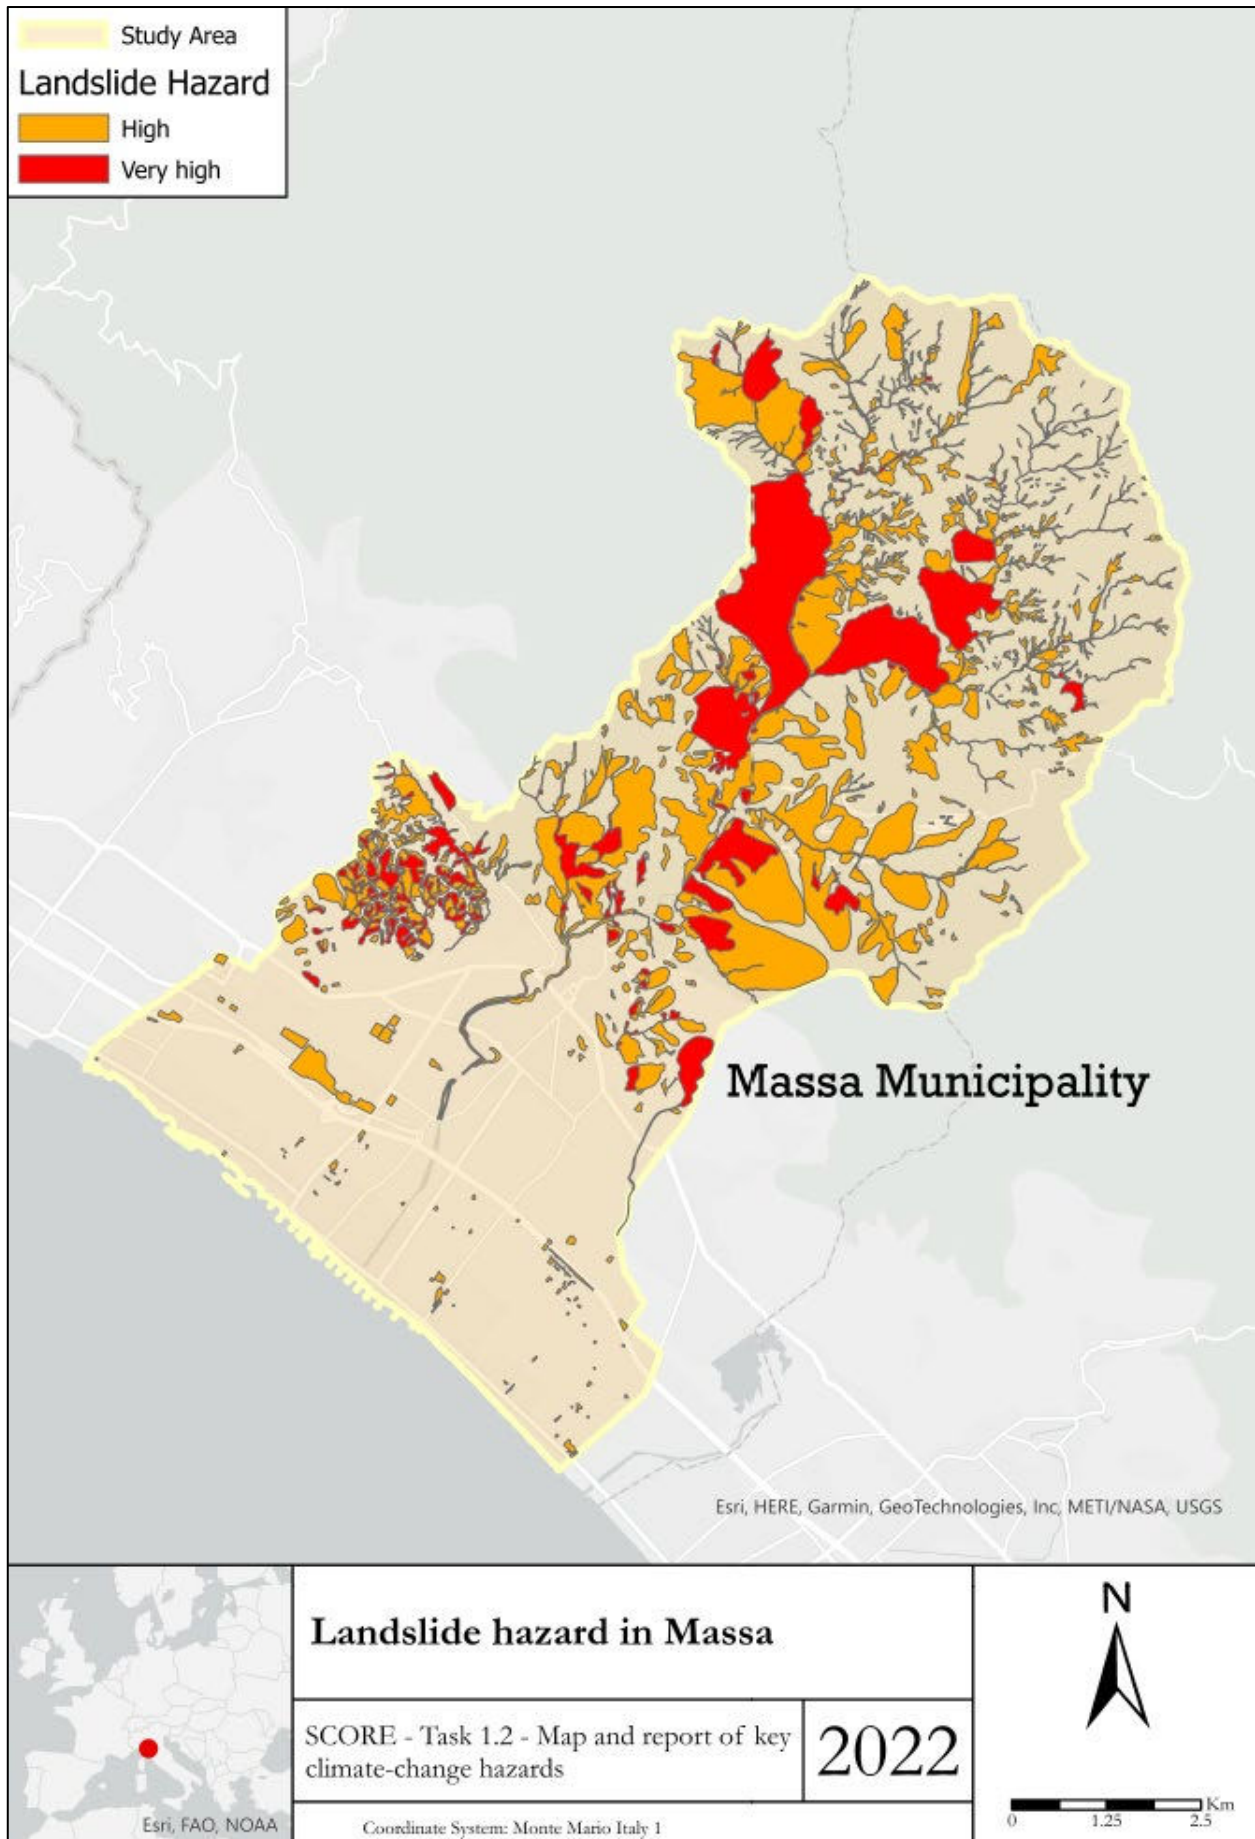 Study Area
Landslide Hazard
High
Very high
Massa Municipality
Esri, HERE, Garmin, GeoTechnologies, Inc, METI/NASA, USGS
Esri, FAO, NOAA
Landslide hazard in Massa
SCORE - Task 1.2 - Map and report of key
climate-change hazards
2022
Coordinate System: Monte Mario Italy 1
N
Km
0 1.25 2.5